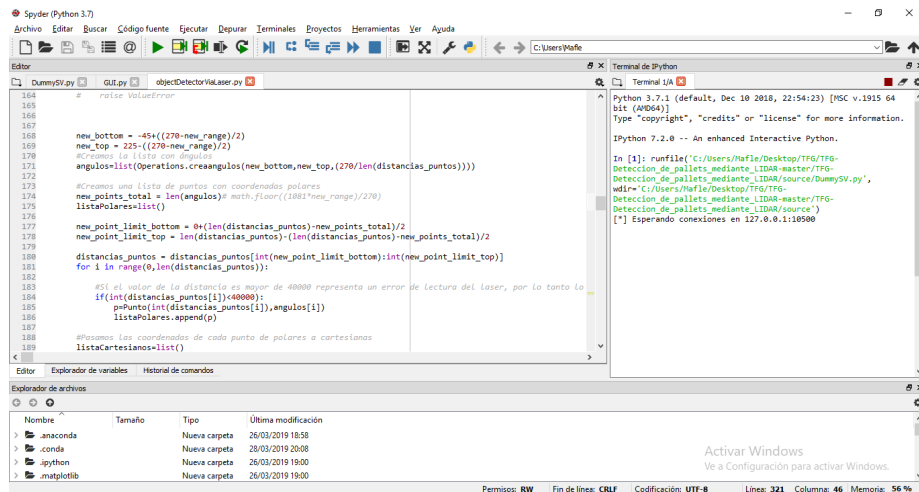 Spyder (Python 3.7)
Archivo Editar Buscar Código fuente Ejecutar Depurar Terminales Proyectos Herramientas Ver Ayuda
C:\Users\Mafle
Editor
DummySV.py GUI.py objectDetectorViaLaser.py
164 # raise ValueError
165
166
167
168 new_bottom = -45+((270-new_range)/2)
169 new_top = 225-((270-new_range)/2)
170 #Creamos la lista con ángulos
171 angulos=list(Operations.creaangulos(new_bottom,new_top,(270/len(distancias_puntos))))
172
173 #Creamos una lista de puntos con coordenadas polares
174 new_points_total = len(angulos)# math.floor((1081*new_range)/270)
175 listaPolares=list()
176
177 new_point_limit_bottom = 0+(len(distancias_puntos)-new_points_total)/2
178 new_point_limit_top = len(distancias_puntos)-(len(distancias_puntos)-new_points_total)/2
179
180 distancias_puntos = distancias_puntos[int(new_point_limit_bottom):int(new_point_limit_top)]
181 for i in range(0,len(distancias_puntos)):
182
183 #Si el valor de la distancia es mayor de 40000 representa un error de lectura del laser, por lo tanto lo
184 if(int(distancias_puntos[i])<40000):
185 p=Punto(int(distancias_puntos[i]),angulos[i])
186 listaPolares.append(p)
187
188 #Pasamos las coordenadas de cada punto de polares a cartesianas
189 listaCartesianos=list()
Editor Explorador de variables Historial de comandos
Terminal de IPython
Terminal 1/A
Python 3.7.1 (default, Dec 10 2018, 22:54:23) [MSC v.1915 64
bit (AMD64)]
Type "copyright", "credits" or "license" for more information.
IPython 7.2.0 -- An enhanced Interactive Python.
In [1]: runfile('C:/Users/Mafle/Desktop/TFG/TFG-
Deteccion_de_pallets_mediante_LIDAR-master/TFG-
Deteccion_de_pallets_mediante_LIDAR/source/DummySV.py',
wdir='C:/Users/Mafle/Desktop/TFG/TFG-
Deteccion_de_pallets_mediante_LIDAR-master/TFG-
Deteccion_de_pallets_mediante_LIDAR/source')
[*] Esperando conexiones en 127.0.0.1:10500
Explorador de archivos
Nombre Tamaño Tipo Última modificación
.anaconda Nueva carpeta 26/03/2019 18:58
.conda Nueva carpeta 28/03/2019 20:08
.ipython Nueva carpeta 26/03/2019 19:00
.matplotlib Nueva carpeta 26/03/2019 19:00
Activar Windows
Ve a Configuración para activar Windows.
Permisos: RW Fin de línea: CRLF Codificación: UTF-8 Línea: 321 Columna: 46 Memoria: 56 %